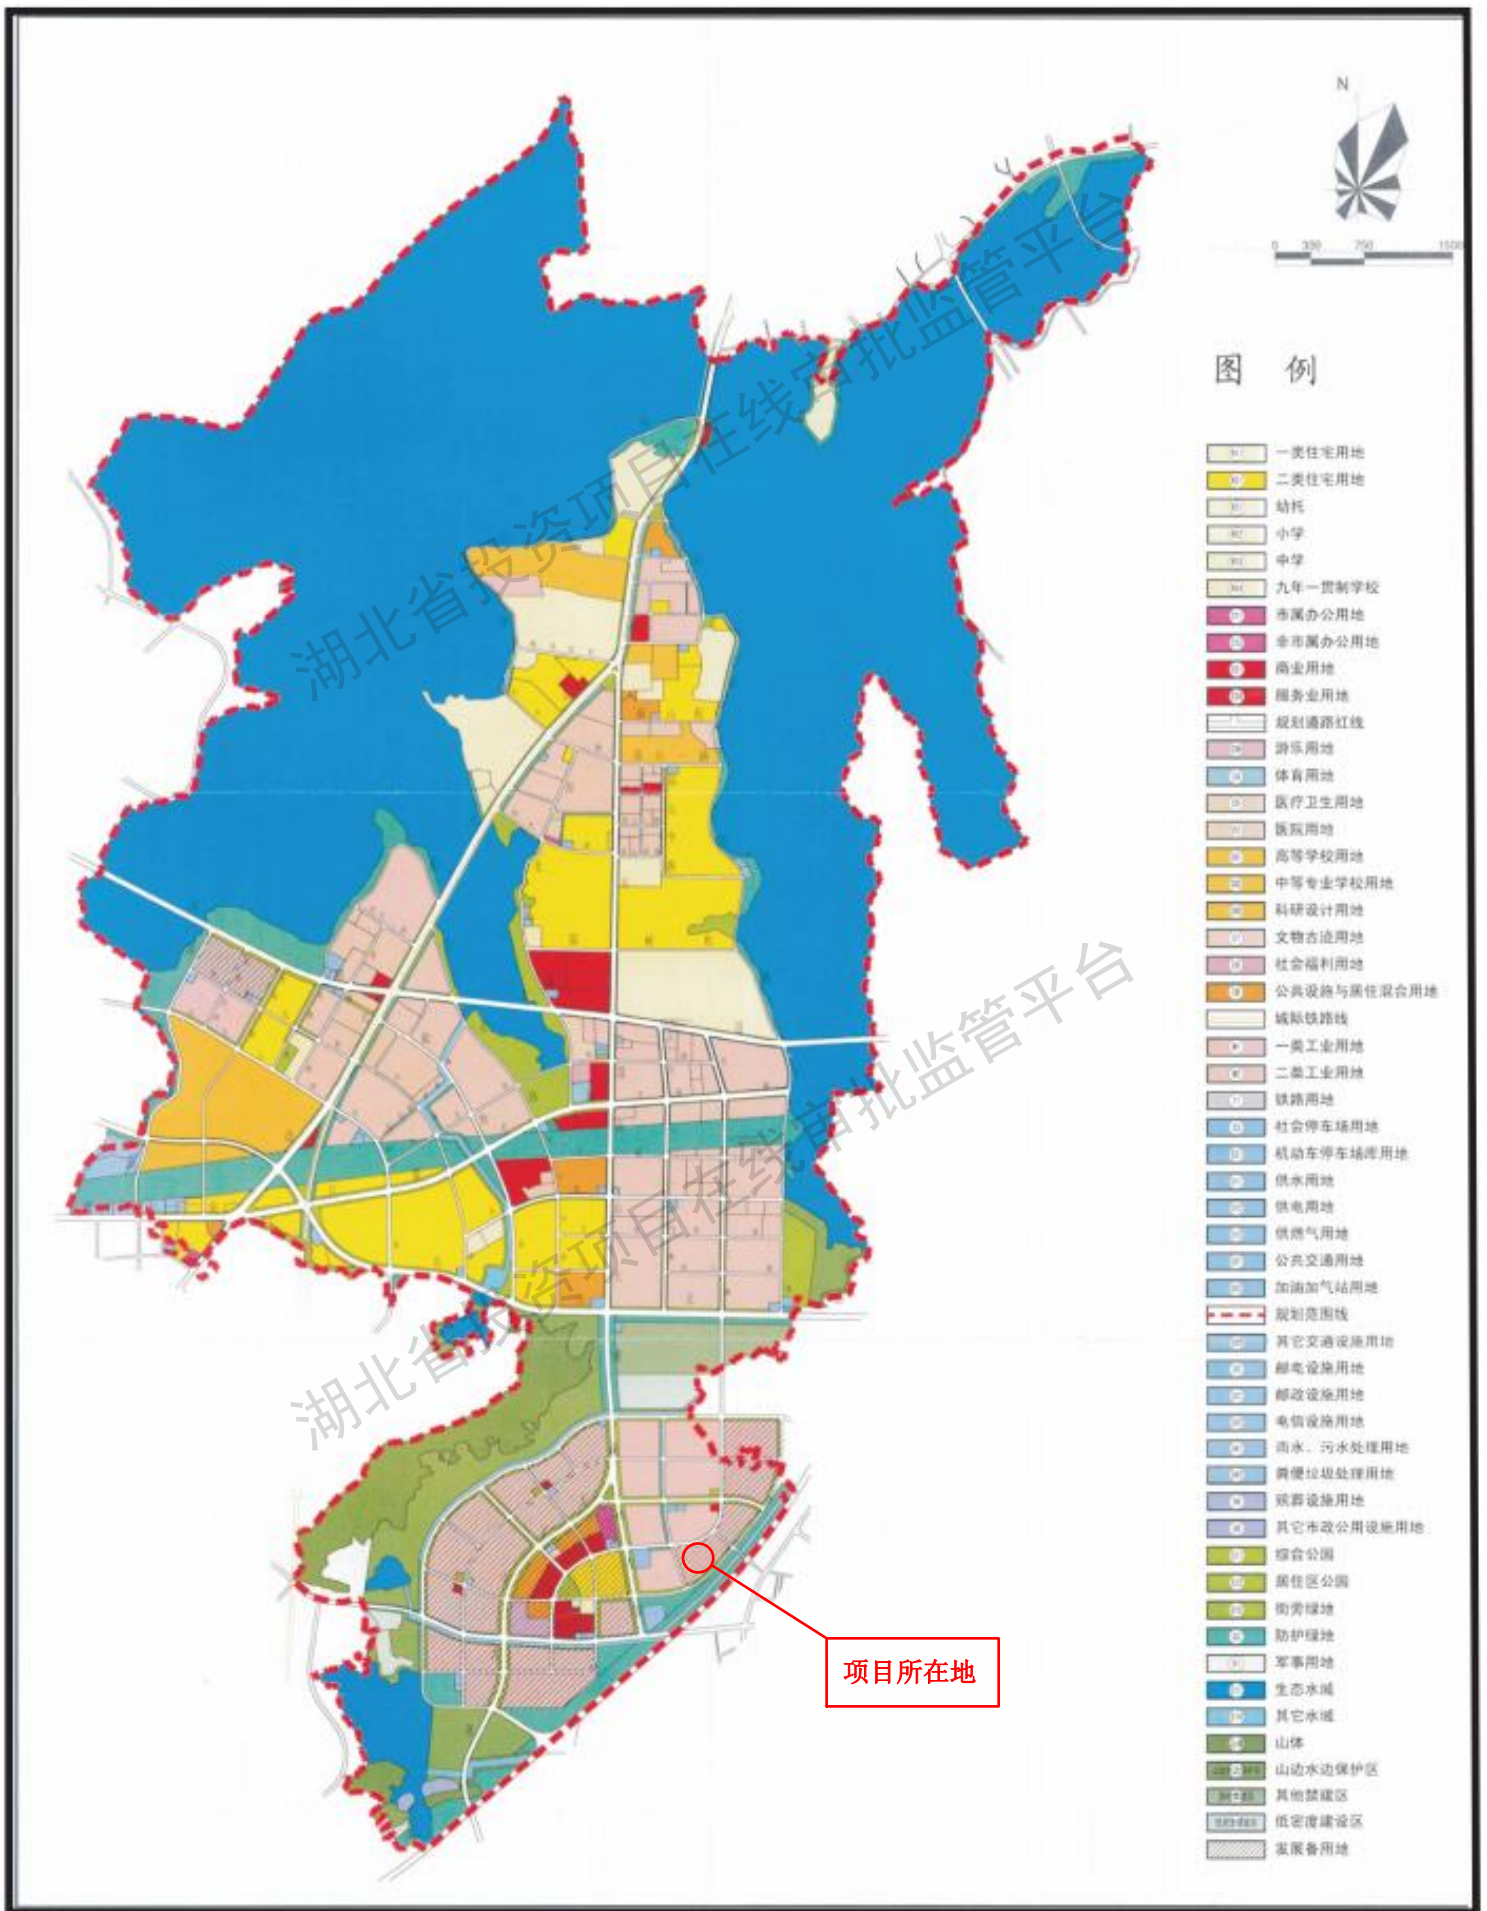 N
0 300 750 1500
图 例
一类住宅用地
二类住宅用地
幼托
小学
中学
九年一贯制学校
市属办公用地
非市属办公用地
商业用地
服务业用地
规划道路红线
游乐用地
体育用地
医疗卫生用地
医院用地
高等学校用地
中等专业学校用地
科研设计用地
文物古迹用地
社会福利用地
公共设施与居住混合用地
城际铁路线
一类工业用地
二类工业用地
铁路用地
社会停车场用地
机动车停车场库用地
供水用地
供电用地
供燃气用地
公共交通用地
加油加气站用地
规划范围线
其它交通设施用地
邮电设施用地
邮政设施用地
电信设施用地
雨水、污水处理用地
粪便垃圾处理用地
殡葬设施用地
其它市政公用设施用地
综合公园
居住区公园
街旁绿地
防护绿地
军事用地
生态水域
其它水域
山体
山边水边保护区
其他禁建区
低密度建设区
发展备用地
项目所在地
湖北省投资项目在线审批监管平台
湖北省投资项目在线审批监管平台